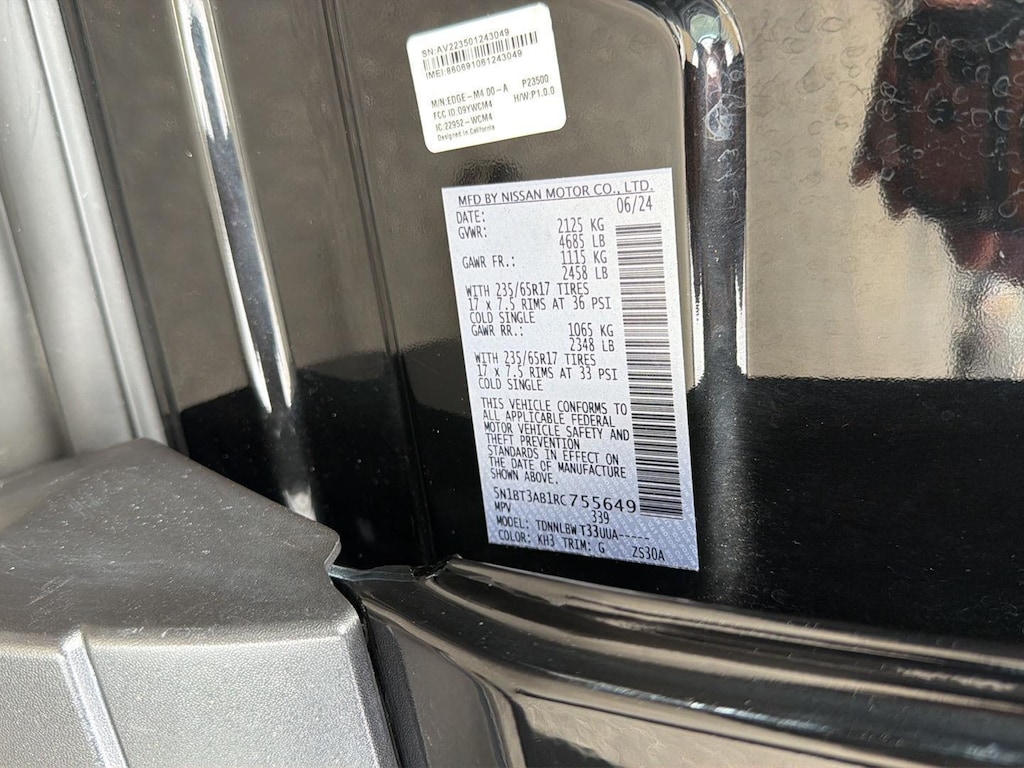 SN:AV223501243049
IMEI:860691061243049
M/N:EDGE-M4 00-A P23500
FCC ID:O9YWCM4 H/W:P1.0.0
IC:22952-WCM4
Designed in California
MFD BY NISSAN MOTOR CO., LTD.
DATE: 06/24
GVWR: 2125 KG
4685 LB
GAWR FR.: 1115 KG
2458 LB
WITH 235/65R17 TIRES
17 x 7.5 RIMS AT 36 PSI
COLD SINGLE
GAWR RR.: 1065 KG
2348 LB
WITH 235/65R17 TIRES
17 x 7.5 RIMS AT 33 PSI
COLD SINGLE
THIS VEHICLE CONFORMS TO
ALL APPLICABLE FEDERAL
MOTOR VEHICLE SAFETY AND
THEFT PREVENTION
STANDARDS IN EFFECT ON
THE DATE OF MANUFACTURE
SHOWN ABOVE.
5N1BT3AB1RC755649
MPV 339
MODEL: TDNNLBW T33UUA-----
COLOR: KH3 TRIM: G ZS30A